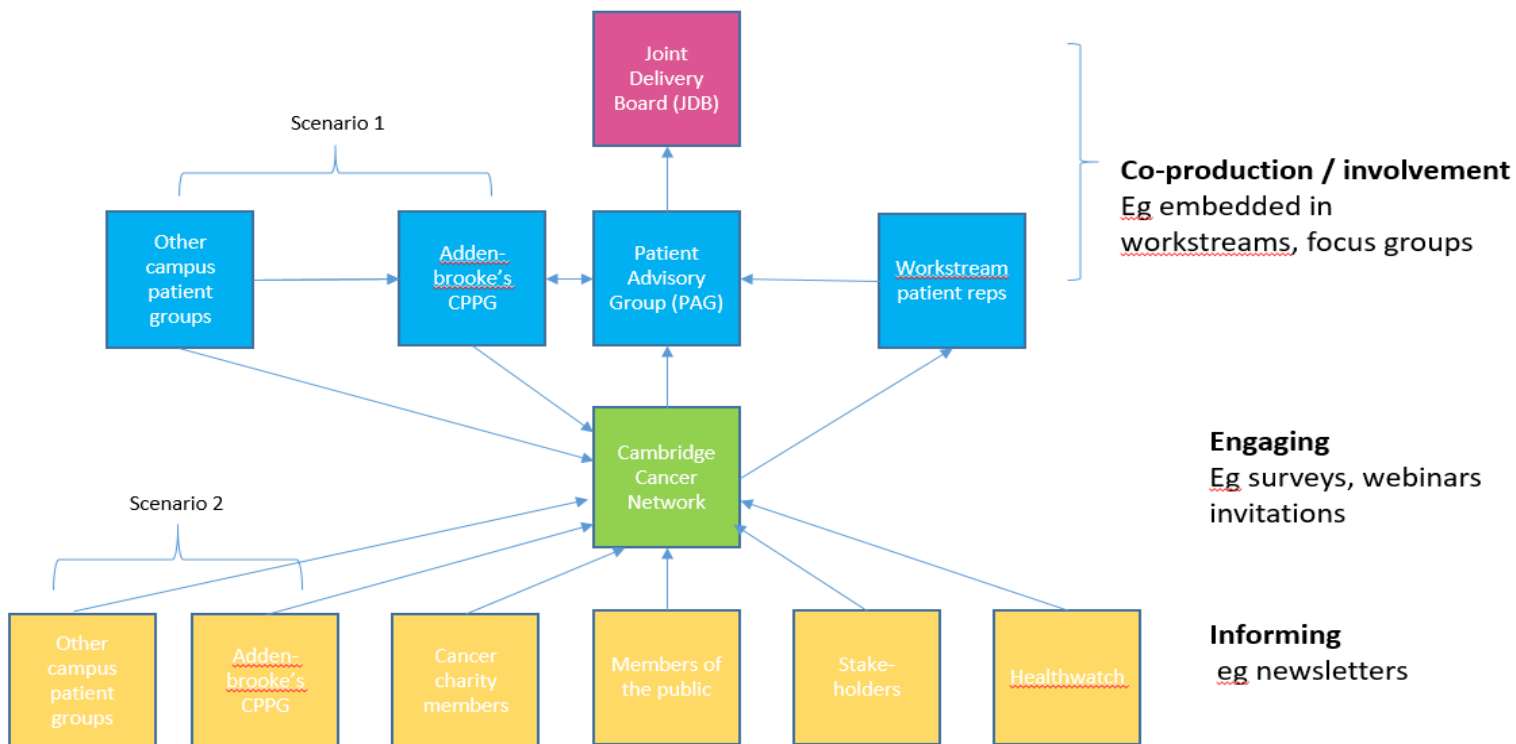 Joint
Delivery
Board (JDB)
Scenario 1
Co-production / involvement
Eg embedded in
workstreams, focus groups
Other
campus
patient
groups
Adden-
brooke's
CPPG
Patient
Advisory
Group (PAG)
Workstream
patient reps
Cambridge
Cancer
Network
Engaging
Eg surveys, webinars
invitations
Scenario 2
Other
campus
patient
groups
Adden-
brooke's
CPPG
Cancer
charity
members
Members of
the public
Stake-
holders
Healthwatch
Informing
eg newsletters